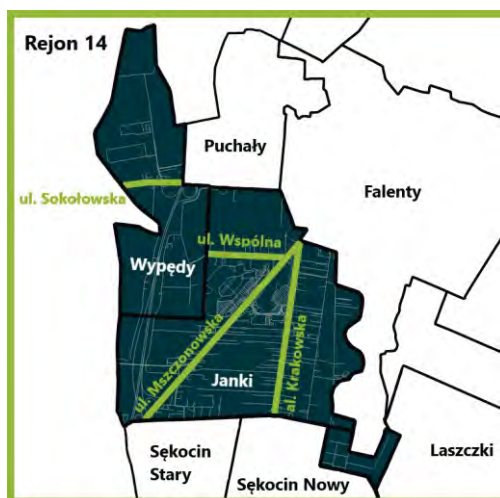 Rejon 14
Puchały
Falenty
ul. Sokołowska
ul. Wspólna
Wypędy
ul. Mszczonowska
al. Krakowska
Janki
Sękocin
Stary
Sękocin Nowy
Laszczki